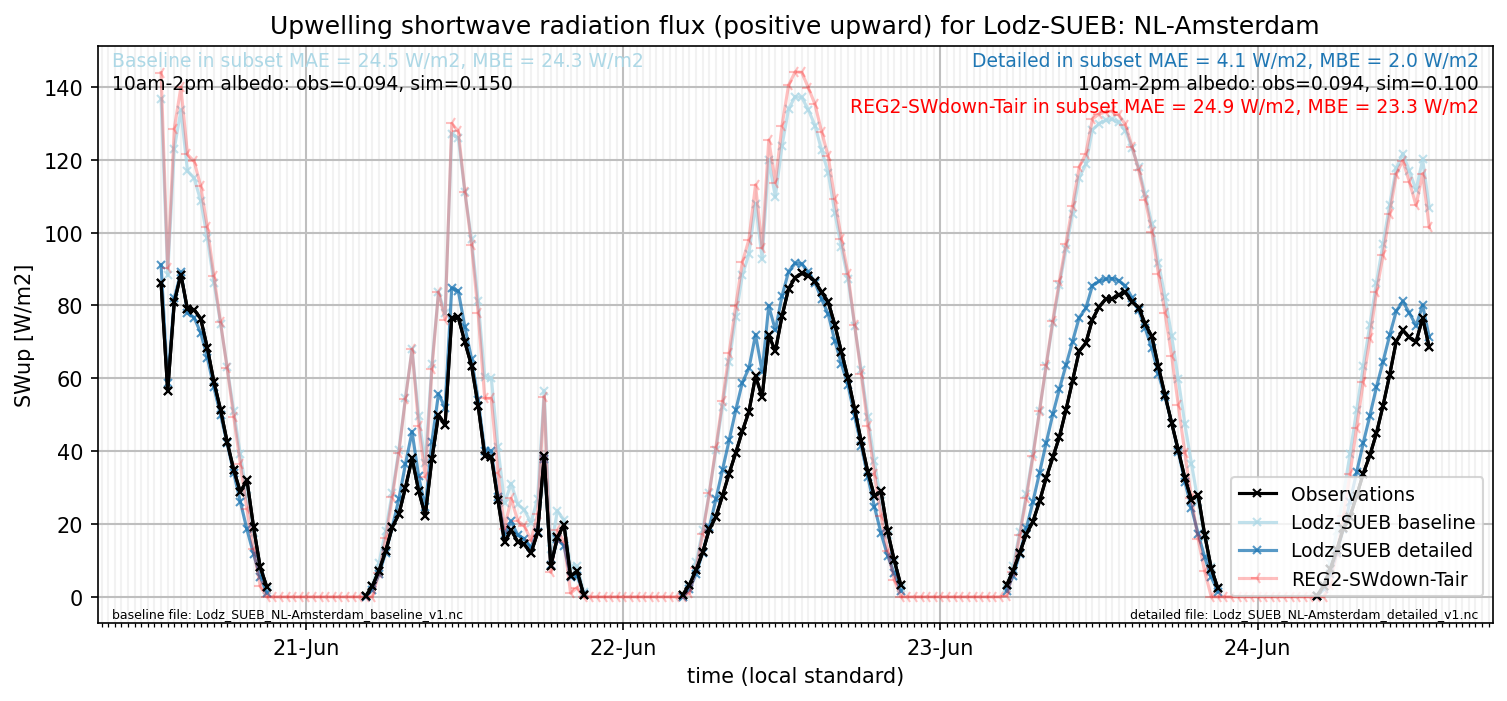 Upwelling shortwave radiation flux (positive upward) for Lodz-SUEB: NL-Amsterdam
Baseline in subset MAE = 24.5 W/m2, MBE = 24.3 W/m2
10am-2pm albedo: obs=0.094, sim=0.150
Detailed in subset MAE = 4.1 W/m2, MBE = 2.0 W/m2
10am-2pm albedo: obs=0.094, sim=0.100
REG2-SWdown-Tair in subset MAE = 24.9 W/m2, MBE = 23.3 W/m2
SWup [W/m2]
140
120
100
80
60
40
20
0
Observations
Lodz-SUEB baseline
Lodz-SUEB detailed
REG2-SWdown-Tair
baseline file: Lodz_SUEB_NL-Amsterdam_baseline_v1.nc
detailed file: Lodz_SUEB_NL-Amsterdam_detailed_v1.nc
21-Jun
22-Jun
23-Jun
24-Jun
time (local standard)